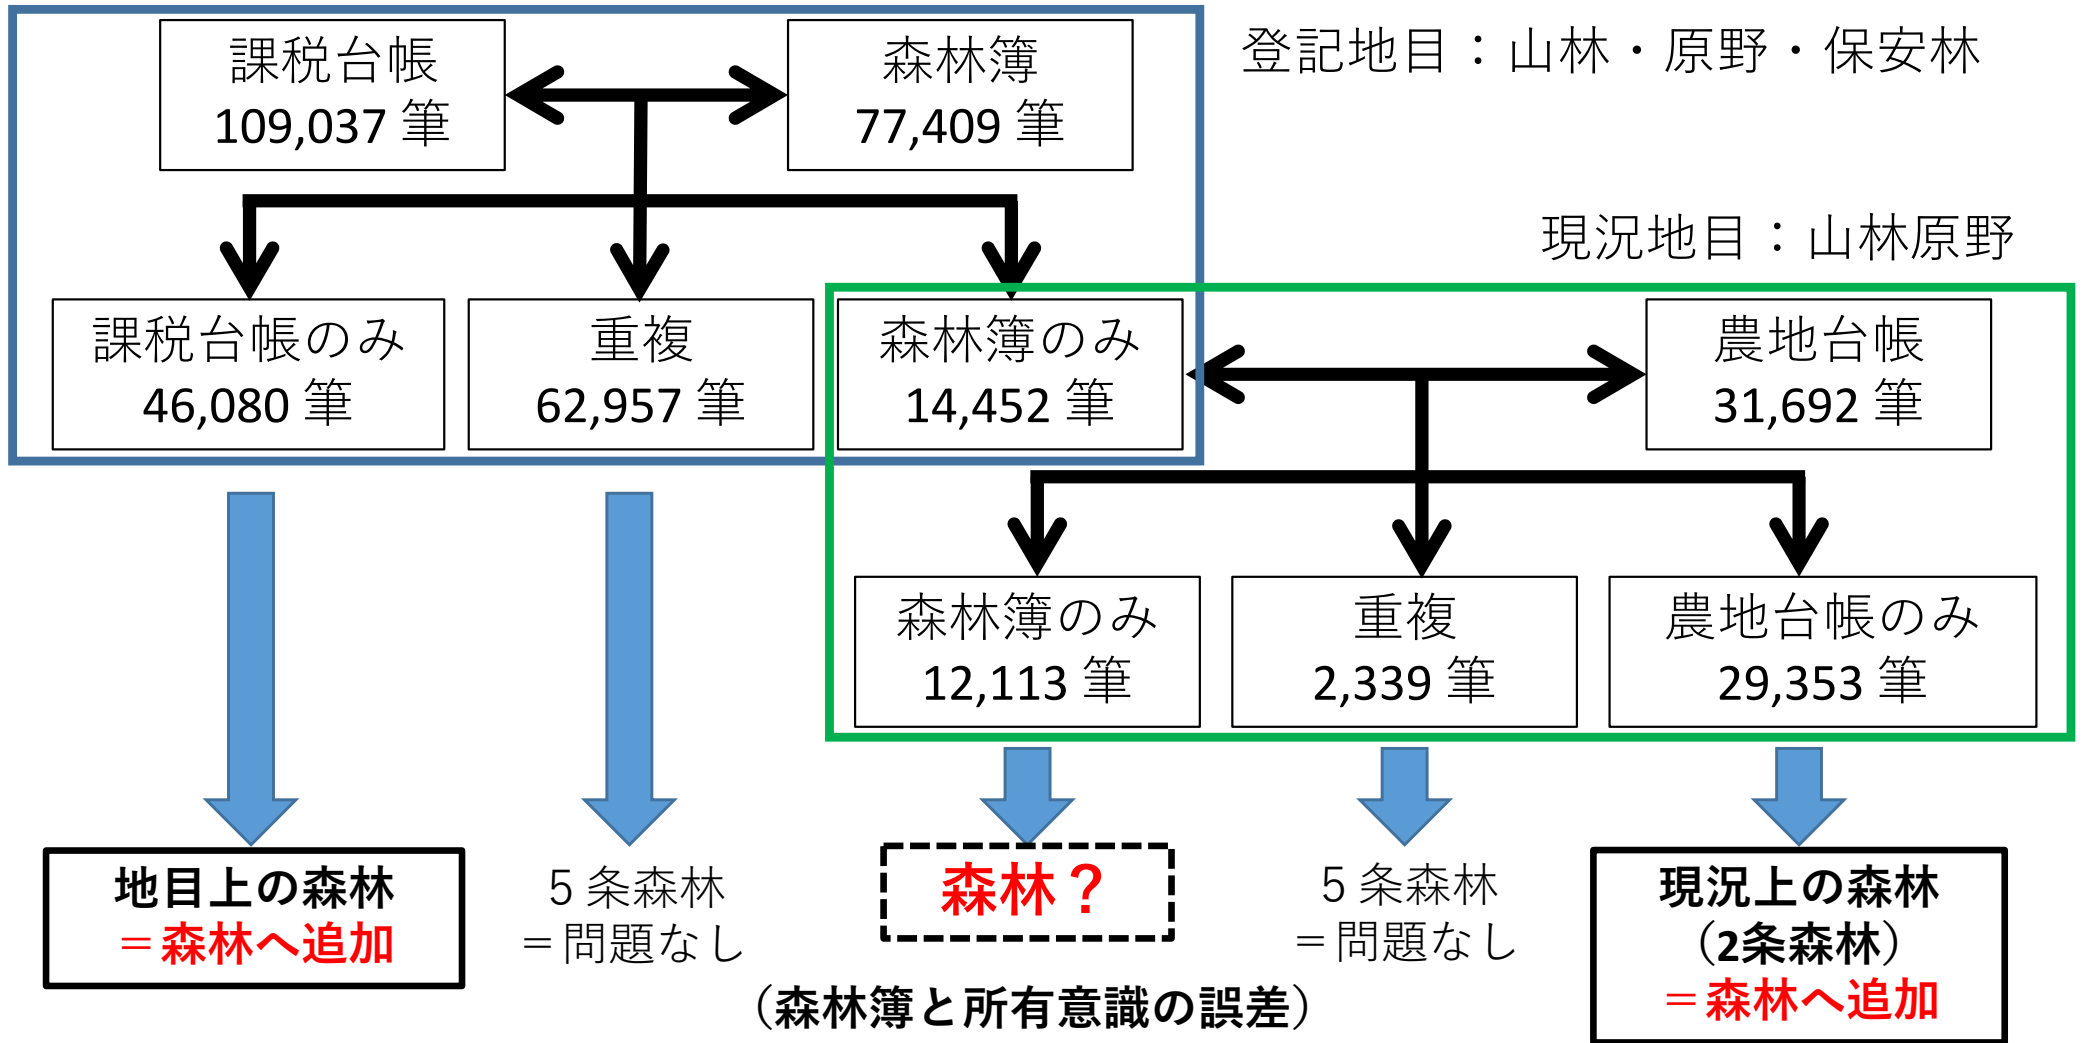 課税台帳
109,037 筆
森林簿
77,409 筆
登記地目：山林・原野・保安林
現況地目：山林原野
課税台帳のみ
46,080 筆
重複
62,957 筆
森林簿のみ
14,452 筆
農地台帳
31,692 筆
森林簿のみ
12,113 筆
重複
2,339 筆
農地台帳のみ
29,353 筆
地目上の森林
＝森林へ追加
5 条森林
＝問題なし
森林？
（森林簿と所有意識の誤差）
5 条森林
＝問題なし
現況上の森林
（2条森林）
＝森林へ追加